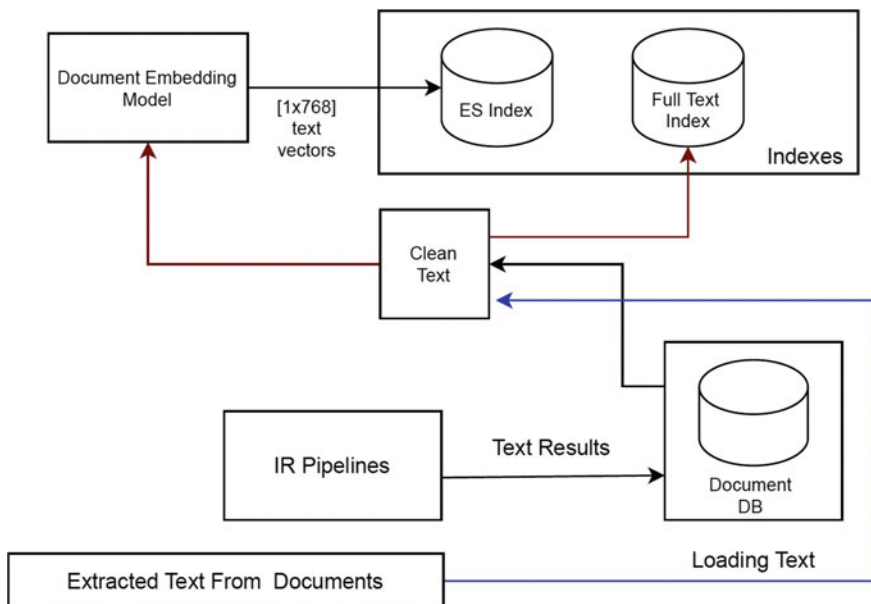 Document Embedding
Model
[1x768]
text
vectors
ES Index
Full Text
Index
Indexes
Clean
Text
IR Pipelines
Text Results
Document
DB
Loading Text
Extracted Text From Documents